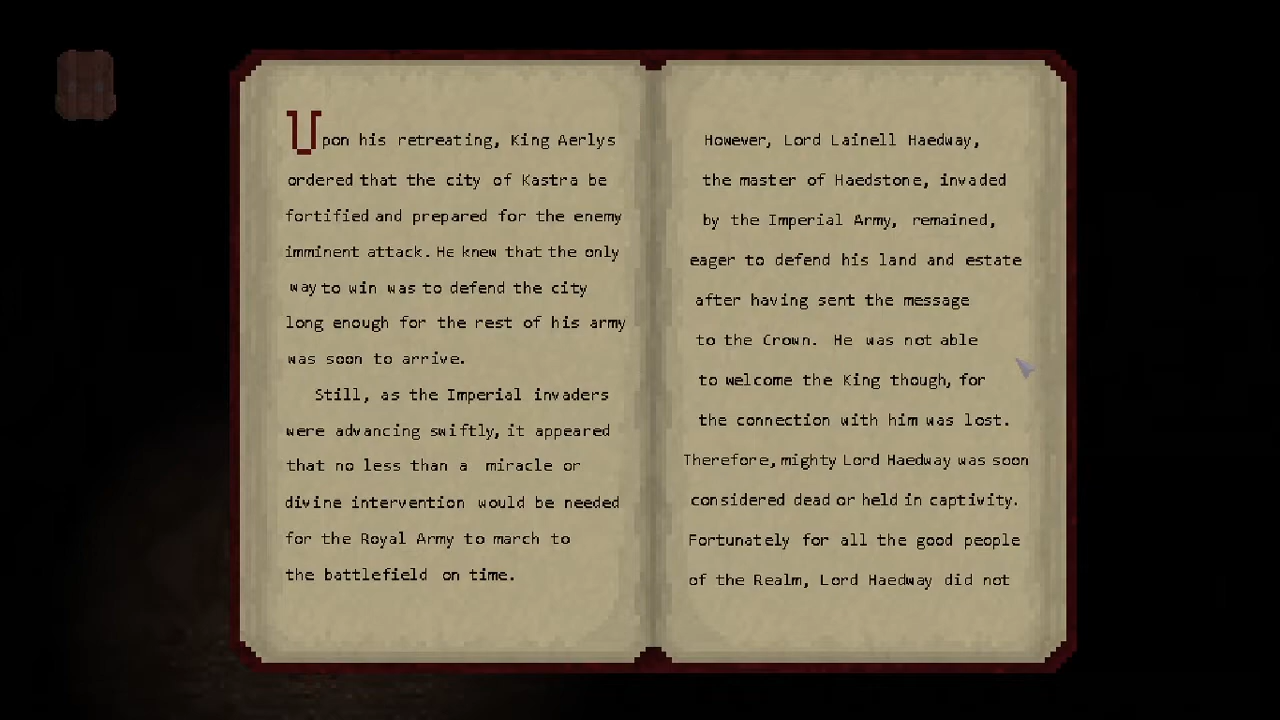 Upon his retreating, King Aerlys
ordered that the city of Kastra be
fortified and prepared for the enemy
imminent attack. He knew that the only
way to win was to defend the city
long enough for the rest of his army
was soon to arrive.
Still, as the Imperial invaders
were advancing swiftly, it appeared
that no less than a miracle or
divine intervention would be needed
for the Royal Army to march to
the battlefield on time.
However, Lord Lainell Haedway,
the master of Haedstone, invaded
by the Imperial Army, remained,
eager to defend his land and estate
after having sent the message
to the Crown. He was not able
to welcome the King though, for
the connection with him was lost.
Therefore, mighty Lord Haedway was soon
considered dead or held in captivity.
Fortunately for all the good people
of the Realm, Lord Haedway did not